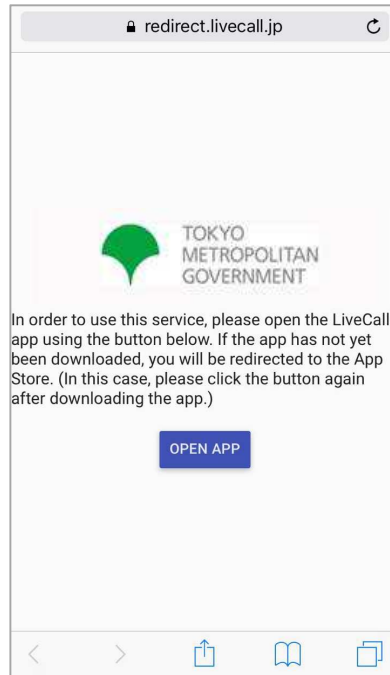 redirect.livecall.jp
TOKYO
METROPOLITAN
GOVERNMENT
In order to use this service, please open the LiveCall
app using the button below. If the app has not yet
been downloaded, you will be redirected to the App
Store. (In this case, please click the button again
after downloading the app.)
OPEN APP